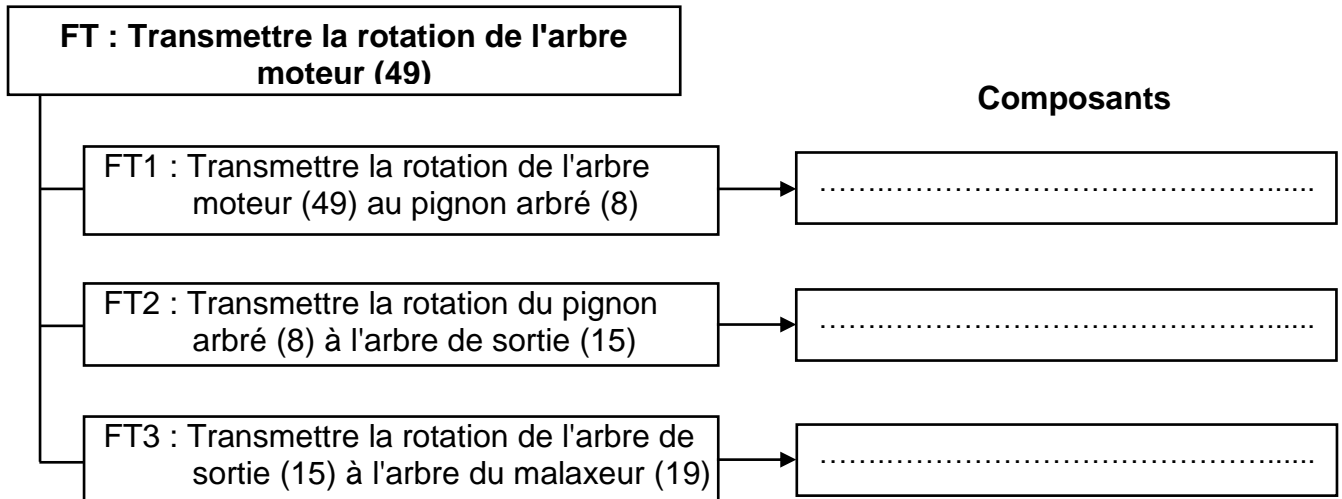 FT : Transmettre la rotation de l'arbre
moteur (49)
Composants
FT1 : Transmettre la rotation de l'arbre
moteur (49) au pignon arbré (8)
…….…………………………………………......
FT2 : Transmettre la rotation du pignon
arbré (8) à l'arbre de sortie (15)
…….…………………………………………......
FT3 : Transmettre la rotation de l'arbre de
sortie (15) à l'arbre du malaxeur (19)
…….…………………………………………......